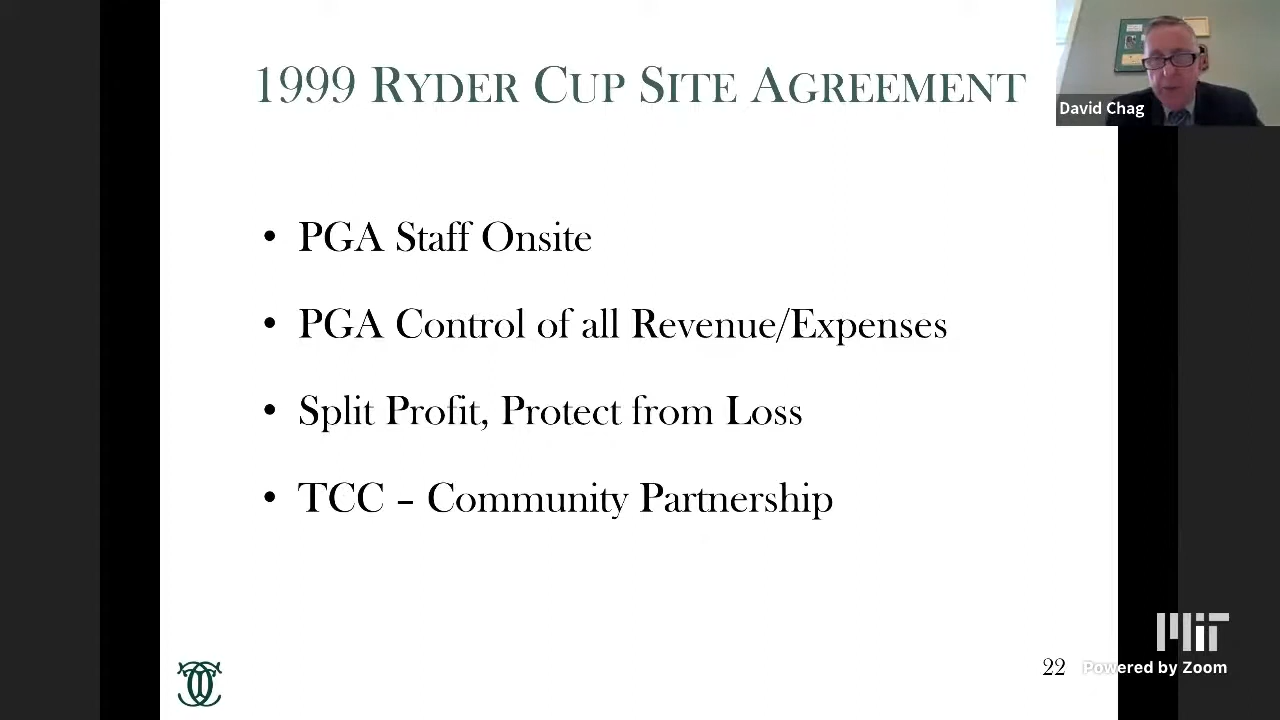 1999 RYDER CUP SITE AGREEMENT
David Chag
• PGA Staff Onsite
• PGA Control of all Revenue/Expenses
• Split Profit, Protect from Loss
• TCC – Community Partnership
MIT
22
Powered by Zoom